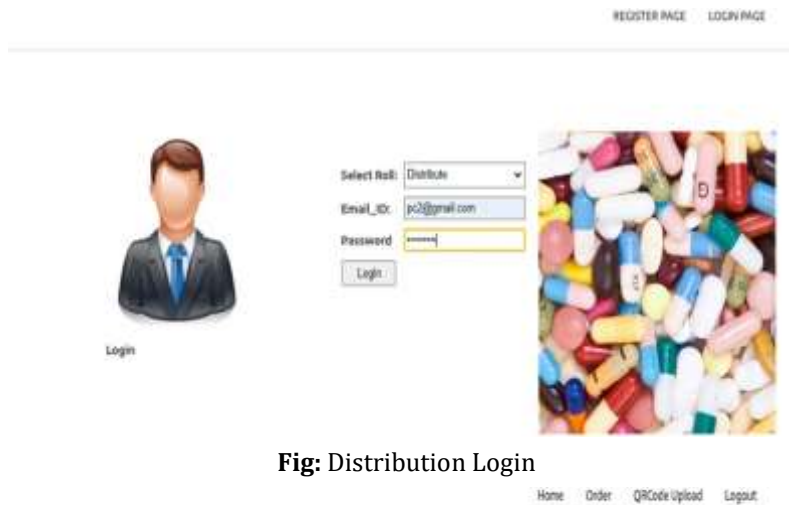 REGISTER PAGE LOGIN PAGE
Select Roll: Distribute
Email_ID: pc2@gmail.com
Password
Login
Login
Fig: Distribution Login
Home Order QRCode Upload Logout